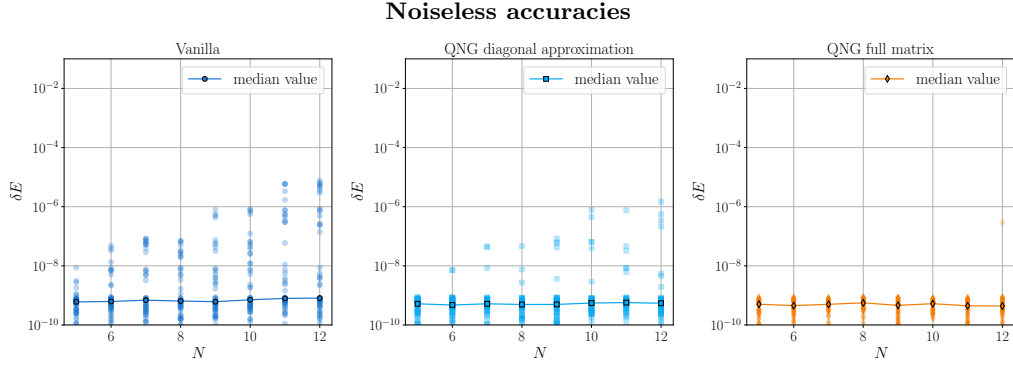 Noiseless accuracies
Vanilla
median value
10⁻²
10⁻⁴
10⁻⁶
10⁻⁸
10⁻¹⁰
δE
6 8 10 12
N
QNG diagonal approximation
median value
10⁻²
10⁻⁴
10⁻⁶
10⁻⁸
10⁻¹⁰
δE
6 8 10 12
N
QNG full matrix
median value
10⁻²
10⁻⁴
10⁻⁶
10⁻⁸
10⁻¹⁰
δE
6 8 10 12
N